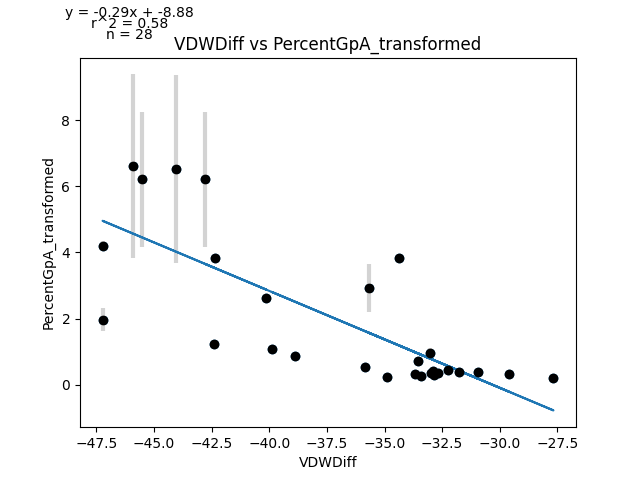 y = -0.29x + -8.88
r^2 = 0.58
n = 28
VDWDiff vs PercentGpA_transformed
PercentGpA_transformed
8
6
4
2
0
−47.5 −45.0 −42.5 −40.0 −37.5 −35.0 −32.5 −30.0 −27.5
VDWDiff